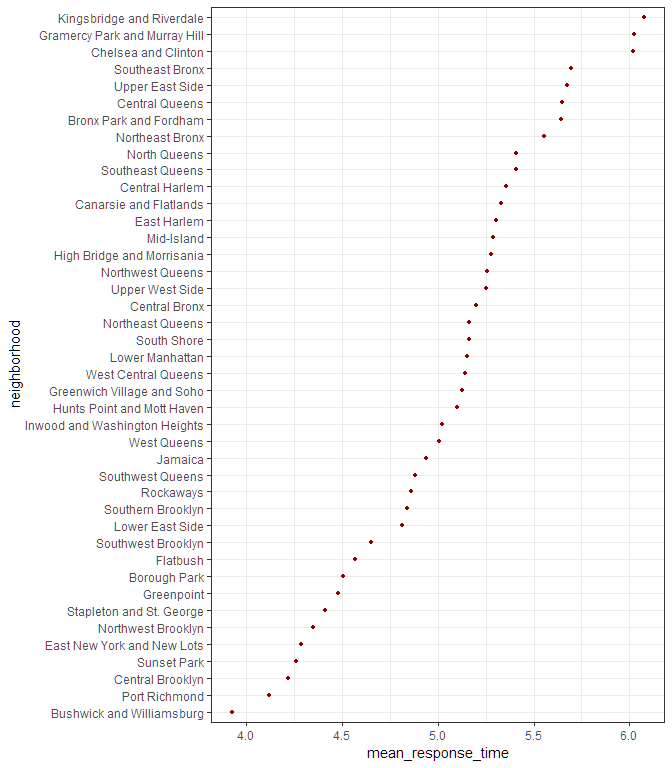 Kingsbridge and Riverdale
Gramercy Park and Murray Hill
Chelsea and Clinton
Southeast Bronx
Upper East Side
Central Queens
Bronx Park and Fordham
Northeast Bronx
North Queens
Southeast Queens
Central Harlem
Canarsie and Flatlands
East Harlem
Mid-Island
High Bridge and Morrisania
Northwest Queens
Upper West Side
Central Bronx
Northeast Queens
South Shore
Lower Manhattan
West Central Queens
Greenwich Village and Soho
Hunts Point and Mott Haven
Inwood and Washington Heights
West Queens
Jamaica
Southwest Queens
Rockaways
Southern Brooklyn
Lower East Side
Southwest Brooklyn
Flatbush
Borough Park
Greenpoint
Stapleton and St. George
Northwest Brooklyn
East New York and New Lots
Sunset Park
Central Brooklyn
Port Richmond
Bushwick and Williamsburg
neighborhood
4.0 4.5 5.0 5.5 6.0
mean_response_time